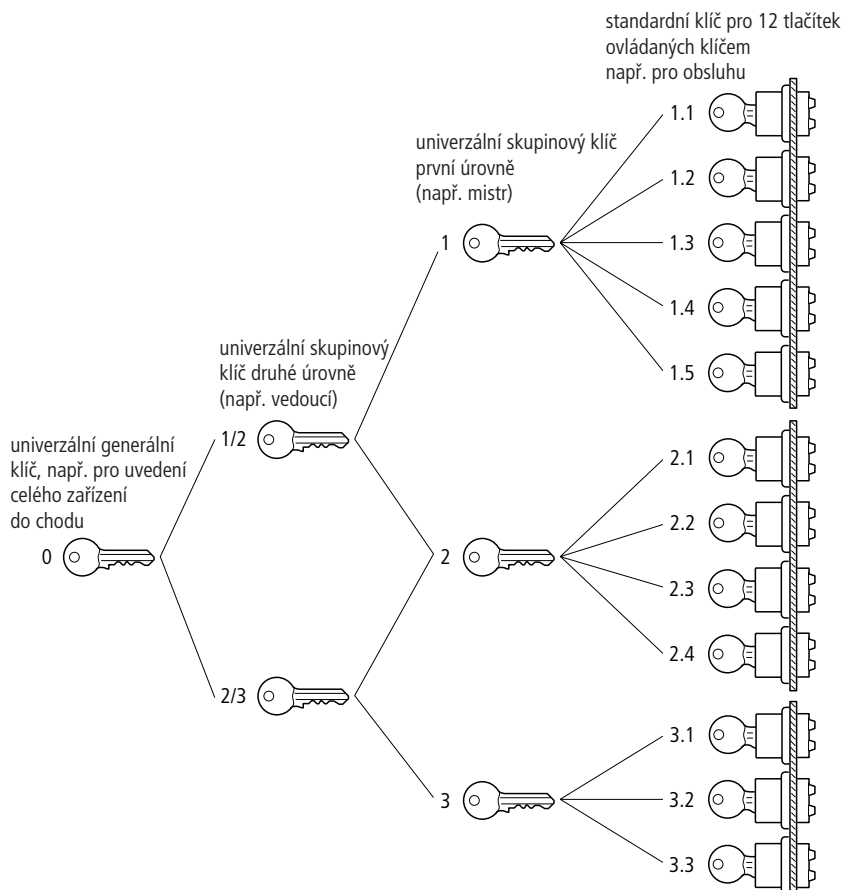 standardní klíč pro 12 tlačítek
ovládaných klíčem
např. pro obsluhu
1.1
univerzální skupinový klíč
první úrovně
(např. mistr)
1.2
1
1.3
1.4
univerzální skupinový
klíč druhé úrovně
(např. vedoucí)
1.5
1/2
univerzální generální
klíč, např. pro uvedení
celého zařízení
do chodu
2.1
2.2
0
2
2.3
2.4
2/3
3.1
3
3.2
3.3